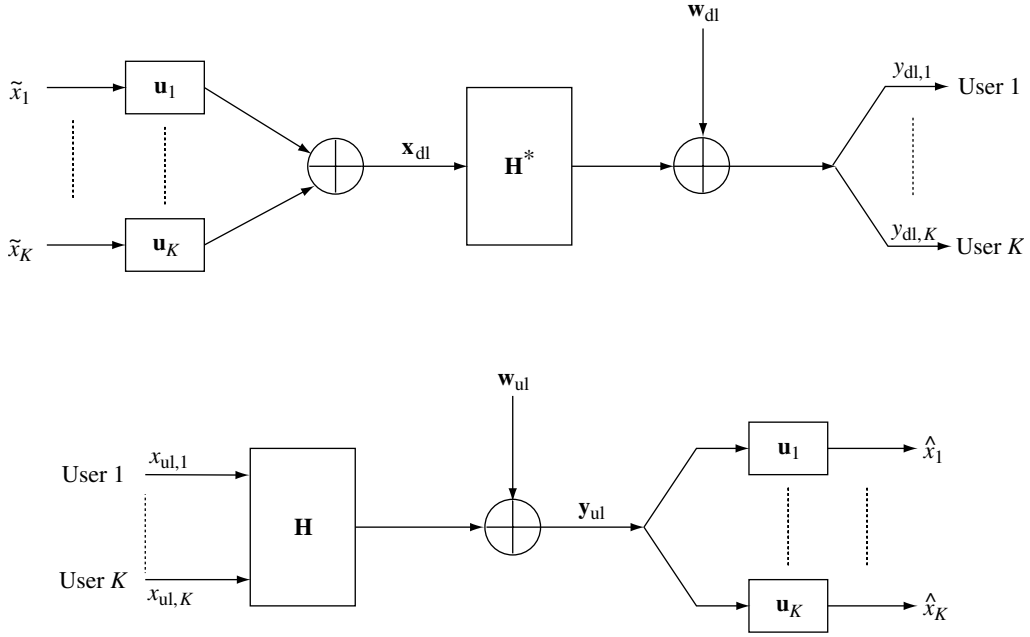 w_dl
x̃_1
u_1
y_dl,1
User 1
x_dl
H*
x̃_K
u_K
y_dl,K
User K
w_ul
User 1
x_ul,1
u_1
x̂_1
H
y_ul
User K
x_ul,K
u_K
x̂_K